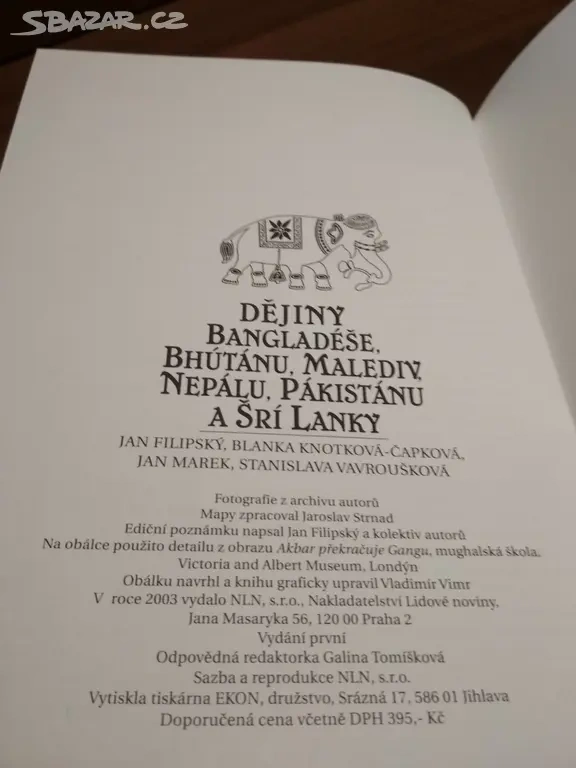 SBAZAR.CZ
DĚJINY
BANGLADÉŠE,
BHÚTÁNU, MALEDIV,
NEPÁLU, PÁKISTÁNU
A ŠRÍ LANKY
JAN FILIPSKÝ, BLANKA KNOTKOVÁ-ČAPKOVÁ,
JAN MAREK, STANISLAVA VAVROUŠKOVÁ
Fotografie z archivu autorů
Mapy zpracoval Jaroslav Strnad
Ediční poznámku napsal Jan Filipský a kolektiv autorů
Na obálce použito detailu z obrazu Akbar překračuje Gangu, mughalská škola.
Victoria and Albert Museum, Londýn
Obálku navrhl a knihu graficky upravil Vladimír Vimr
V roce 2003 vydalo NLN, s.r.o., Nakladatelství Lidové noviny,
Jana Masaryka 56, 120 00 Praha 2
Vydání první
Odpovědná redaktorka Galina Tomíšková
Sazba a reprodukce NLN, s.r.o.
Vytiskla tiskárna EKON, družstvo, Srázná 17, 586 01 Jihlava
Doporučená cena včetně DPH 395,- Kč